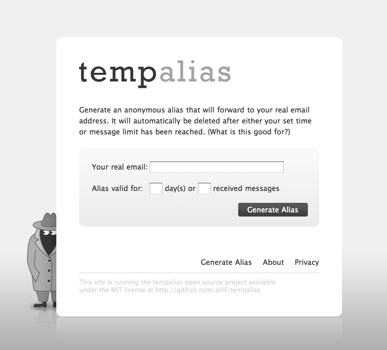 tempalias
Generate an anonymous alias that will forward to your real email
address. It will automatically be deleted after either your set time
or message limit has been reached. (What is this good for?)
Your real email:
Alias valid for: day(s) or received messages
Generate Alias
Generate Alias About Privacy
This site is running the tempalias open source project available
under the MIT license at http://github.com/pilif/tempalias